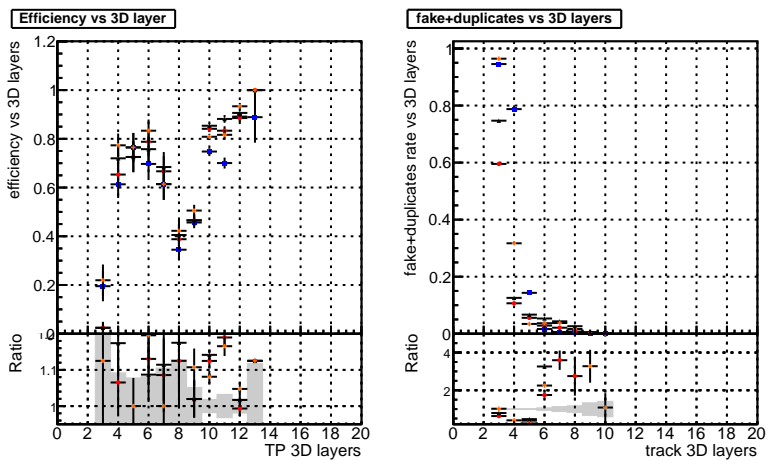 Efficiency vs 3D layer
efficiency vs 3D layers
1.2
1
0.8
0.6
0.4
0.2
0
Ratio
1.1
1
0 2 4 6 8 10 12 14 16 18 20
TP 3D layers
fake+duplicates vs 3D layers
fake+duplicates rate vs 3D layers
1
0.8
0.6
0.4
0.2
0
Ratio
4
2
0 2 4 6 8 10 12 14 16 18 20
track 3D layers